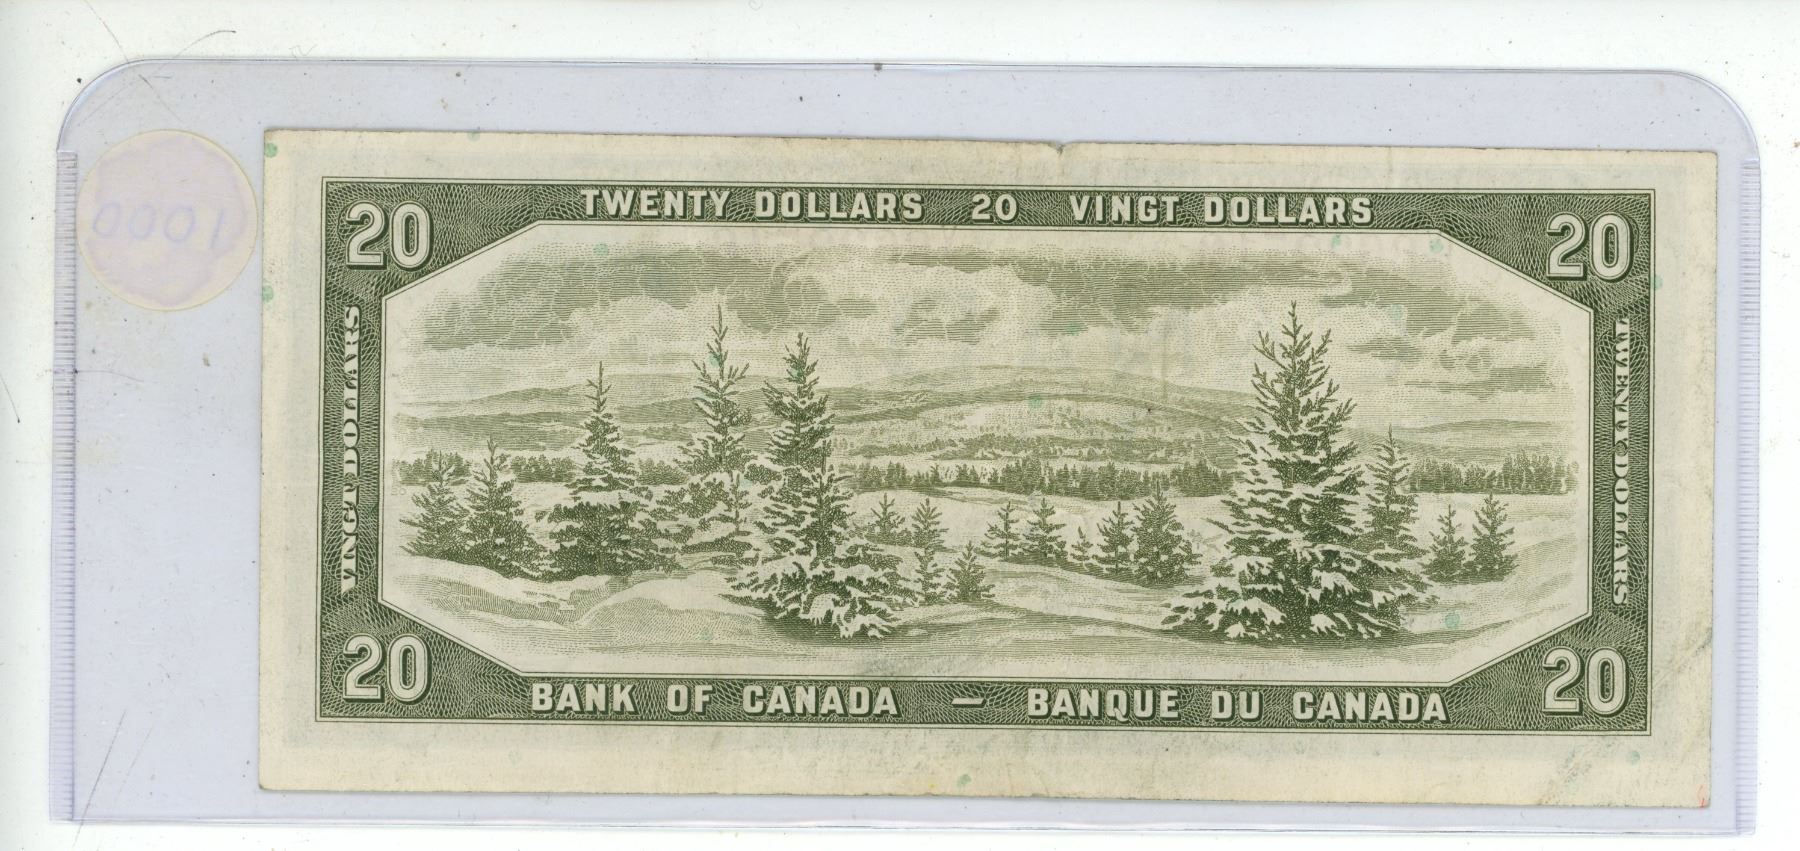 TWENTY DOLLARS 20 VINGT DOLLARS
20
20
VINGT DOLLARS
TWENTY DOLLARS
20
20
BANK OF CANADA — BANQUE DU CANADA
1000